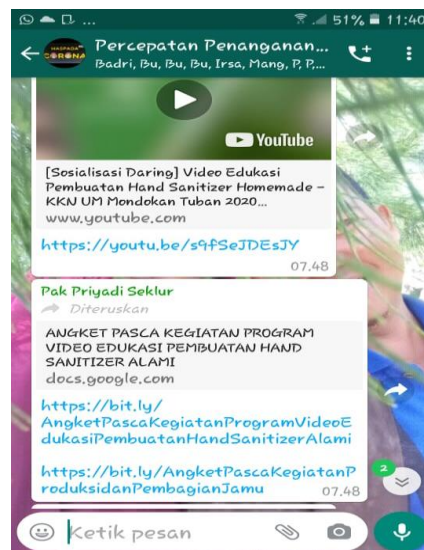 51% 11:40
WASPADA
CORONA
Percepatan Penanganan...
Badri, Bu, Bu, Bu, Irsa, Mang, P, P,...
YouTube
[Sosialisasi Daring] Video Edukasi
Pembuatan Hand Sanitizer Homemade –
KKN UM Mondokan Tuban 2020...
www.youtube.com
https://youtu.be/s9fSeJDEsJY
07.48
Pak Priyadi Seklur
Diteruskan
ANGKET PASCA KEGIATAN PROGRAM
VIDEO EDUKASI PEMBUATAN HAND
SANITIZER ALAMI
docs.google.com
https://bit.ly/
AngketPascaKegiatanProgramVideoE
dukasiPembuatanHandSanitizerAlami
https://bit.ly/AngketPascaKegiatanP
roduksidanPembagianJamu 07.48
2
Ketik pesan